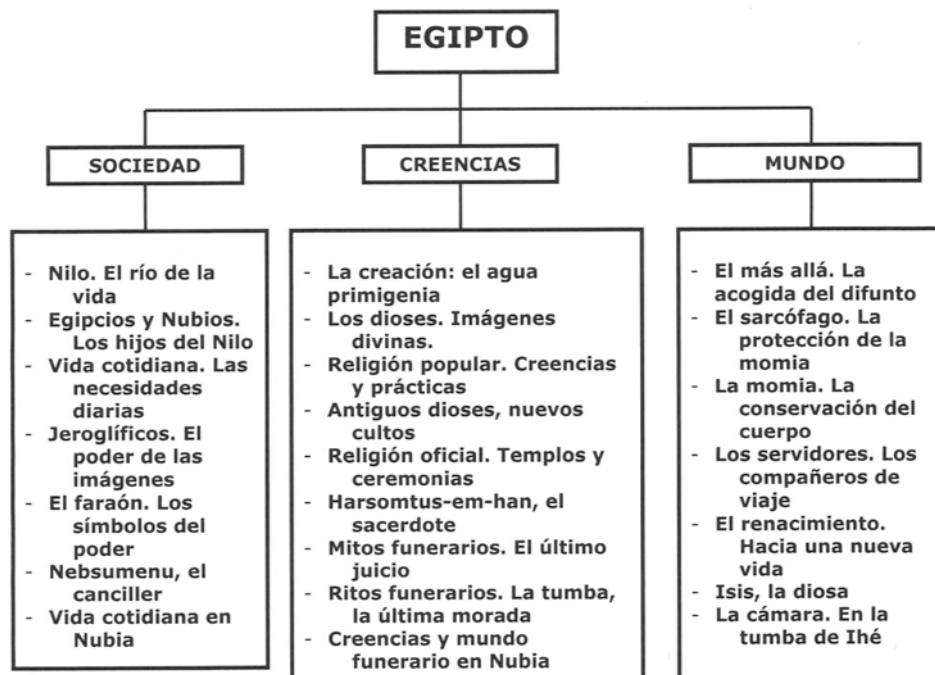 EGIPTO
SOCIEDAD
- Nilo. El río de la
vida
- Egipcios y Nubios.
Los hijos del Nilo
- Vida cotidiana. Las
necesidades
diarias
- Jeroglíficos. El
poder de las
imágenes
- El faraón. Los
símbolos del
poder
- Nebsumenu, el
canciller
- Vida cotidiana en
Nubia
CREENCIAS
- La creación: el agua
primigenia
- Los dioses. Imágenes
divinas.
- Religión popular. Creencias
y prácticas
- Antiguos dioses, nuevos
cultos
- Religión oficial. Templos y
ceremonias
- Harsomtus-em-han, el
sacerdote
- Mitos funerarios. El último
juicio
- Ritos funerarios. La tumba,
la última morada
- Creencias y mundo
funerario en Nubia
MUNDO
- El más allá. La
acogida del difunto
- El sarcófago. La
protección de la
momia
- La momia. La
conservación del
cuerpo
- Los servidores. Los
compañeros de
viaje
- El renacimiento.
Hacia una nueva
vida
- Isis, la diosa
- La cámara. En la
tumba de Ihé